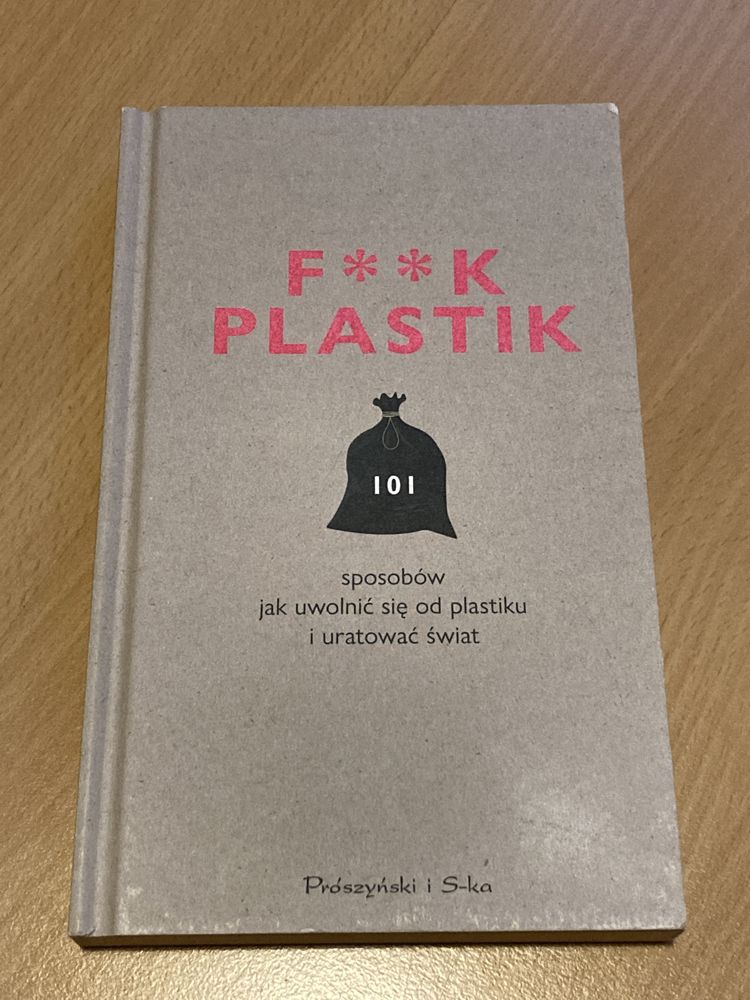 F**K
PLASTIK
101
sposobów
jak uwolnić się od plastiku
i uratować świat
Prószyński i S-ka